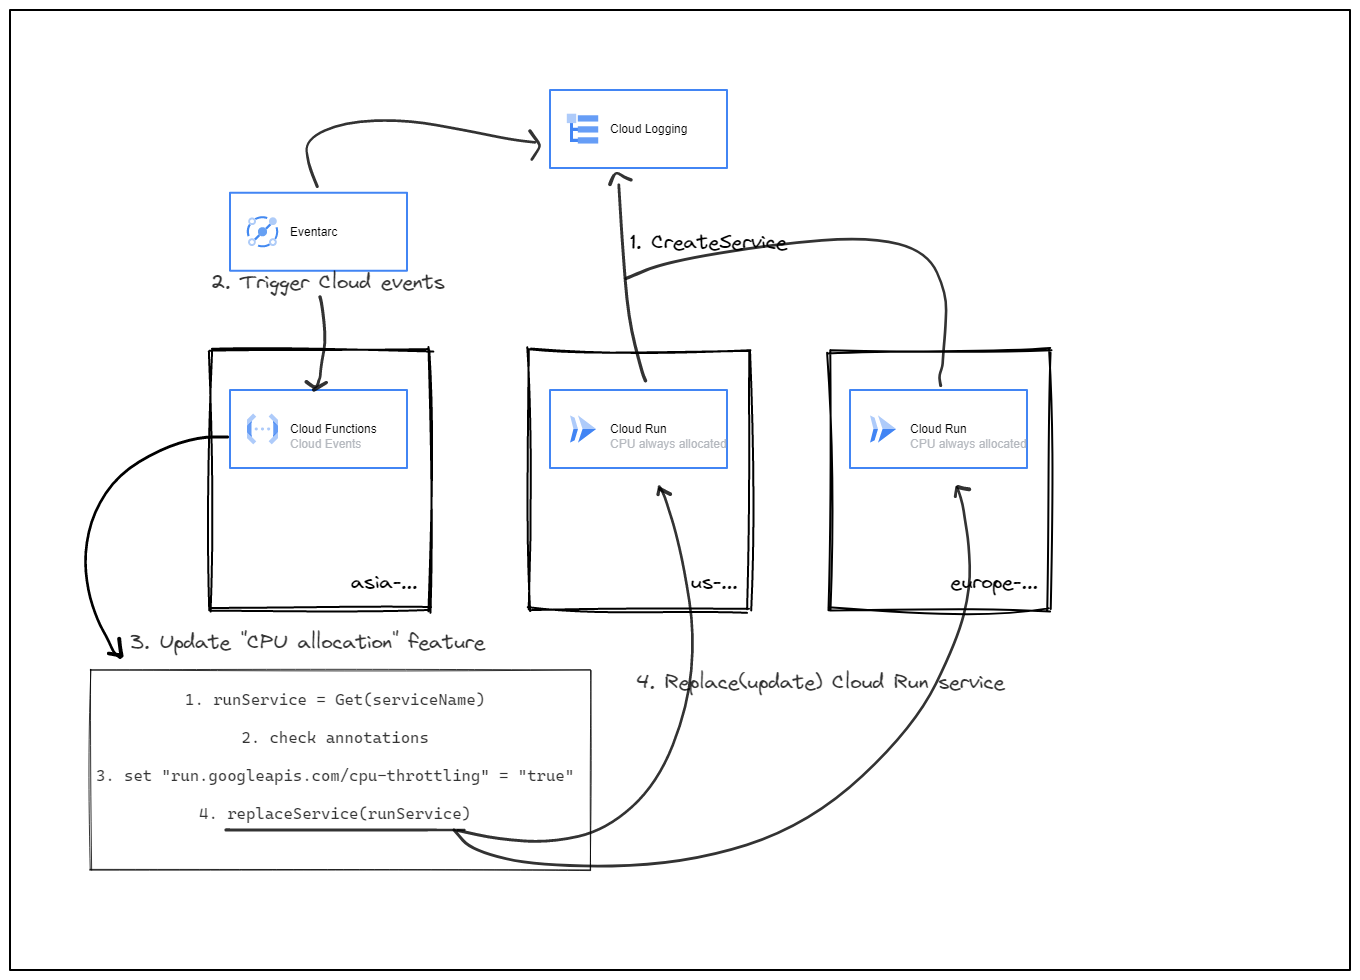 Cloud Logging
Eventarc
1. CreateService
2. Trigger Cloud events
Cloud Functions
Cloud Events
Cloud Run
CPU always allocated
Cloud Run
CPU always allocated
asia-...
us-...
europe-...
3. Update "CPU allocation" feature
4. Replace(update) Cloud Run service
1. runService = Get(serviceName)
2. check annotations
3. set "run.googleapis.com/cpu-throttling" = "true"
4. replaceService(runService)